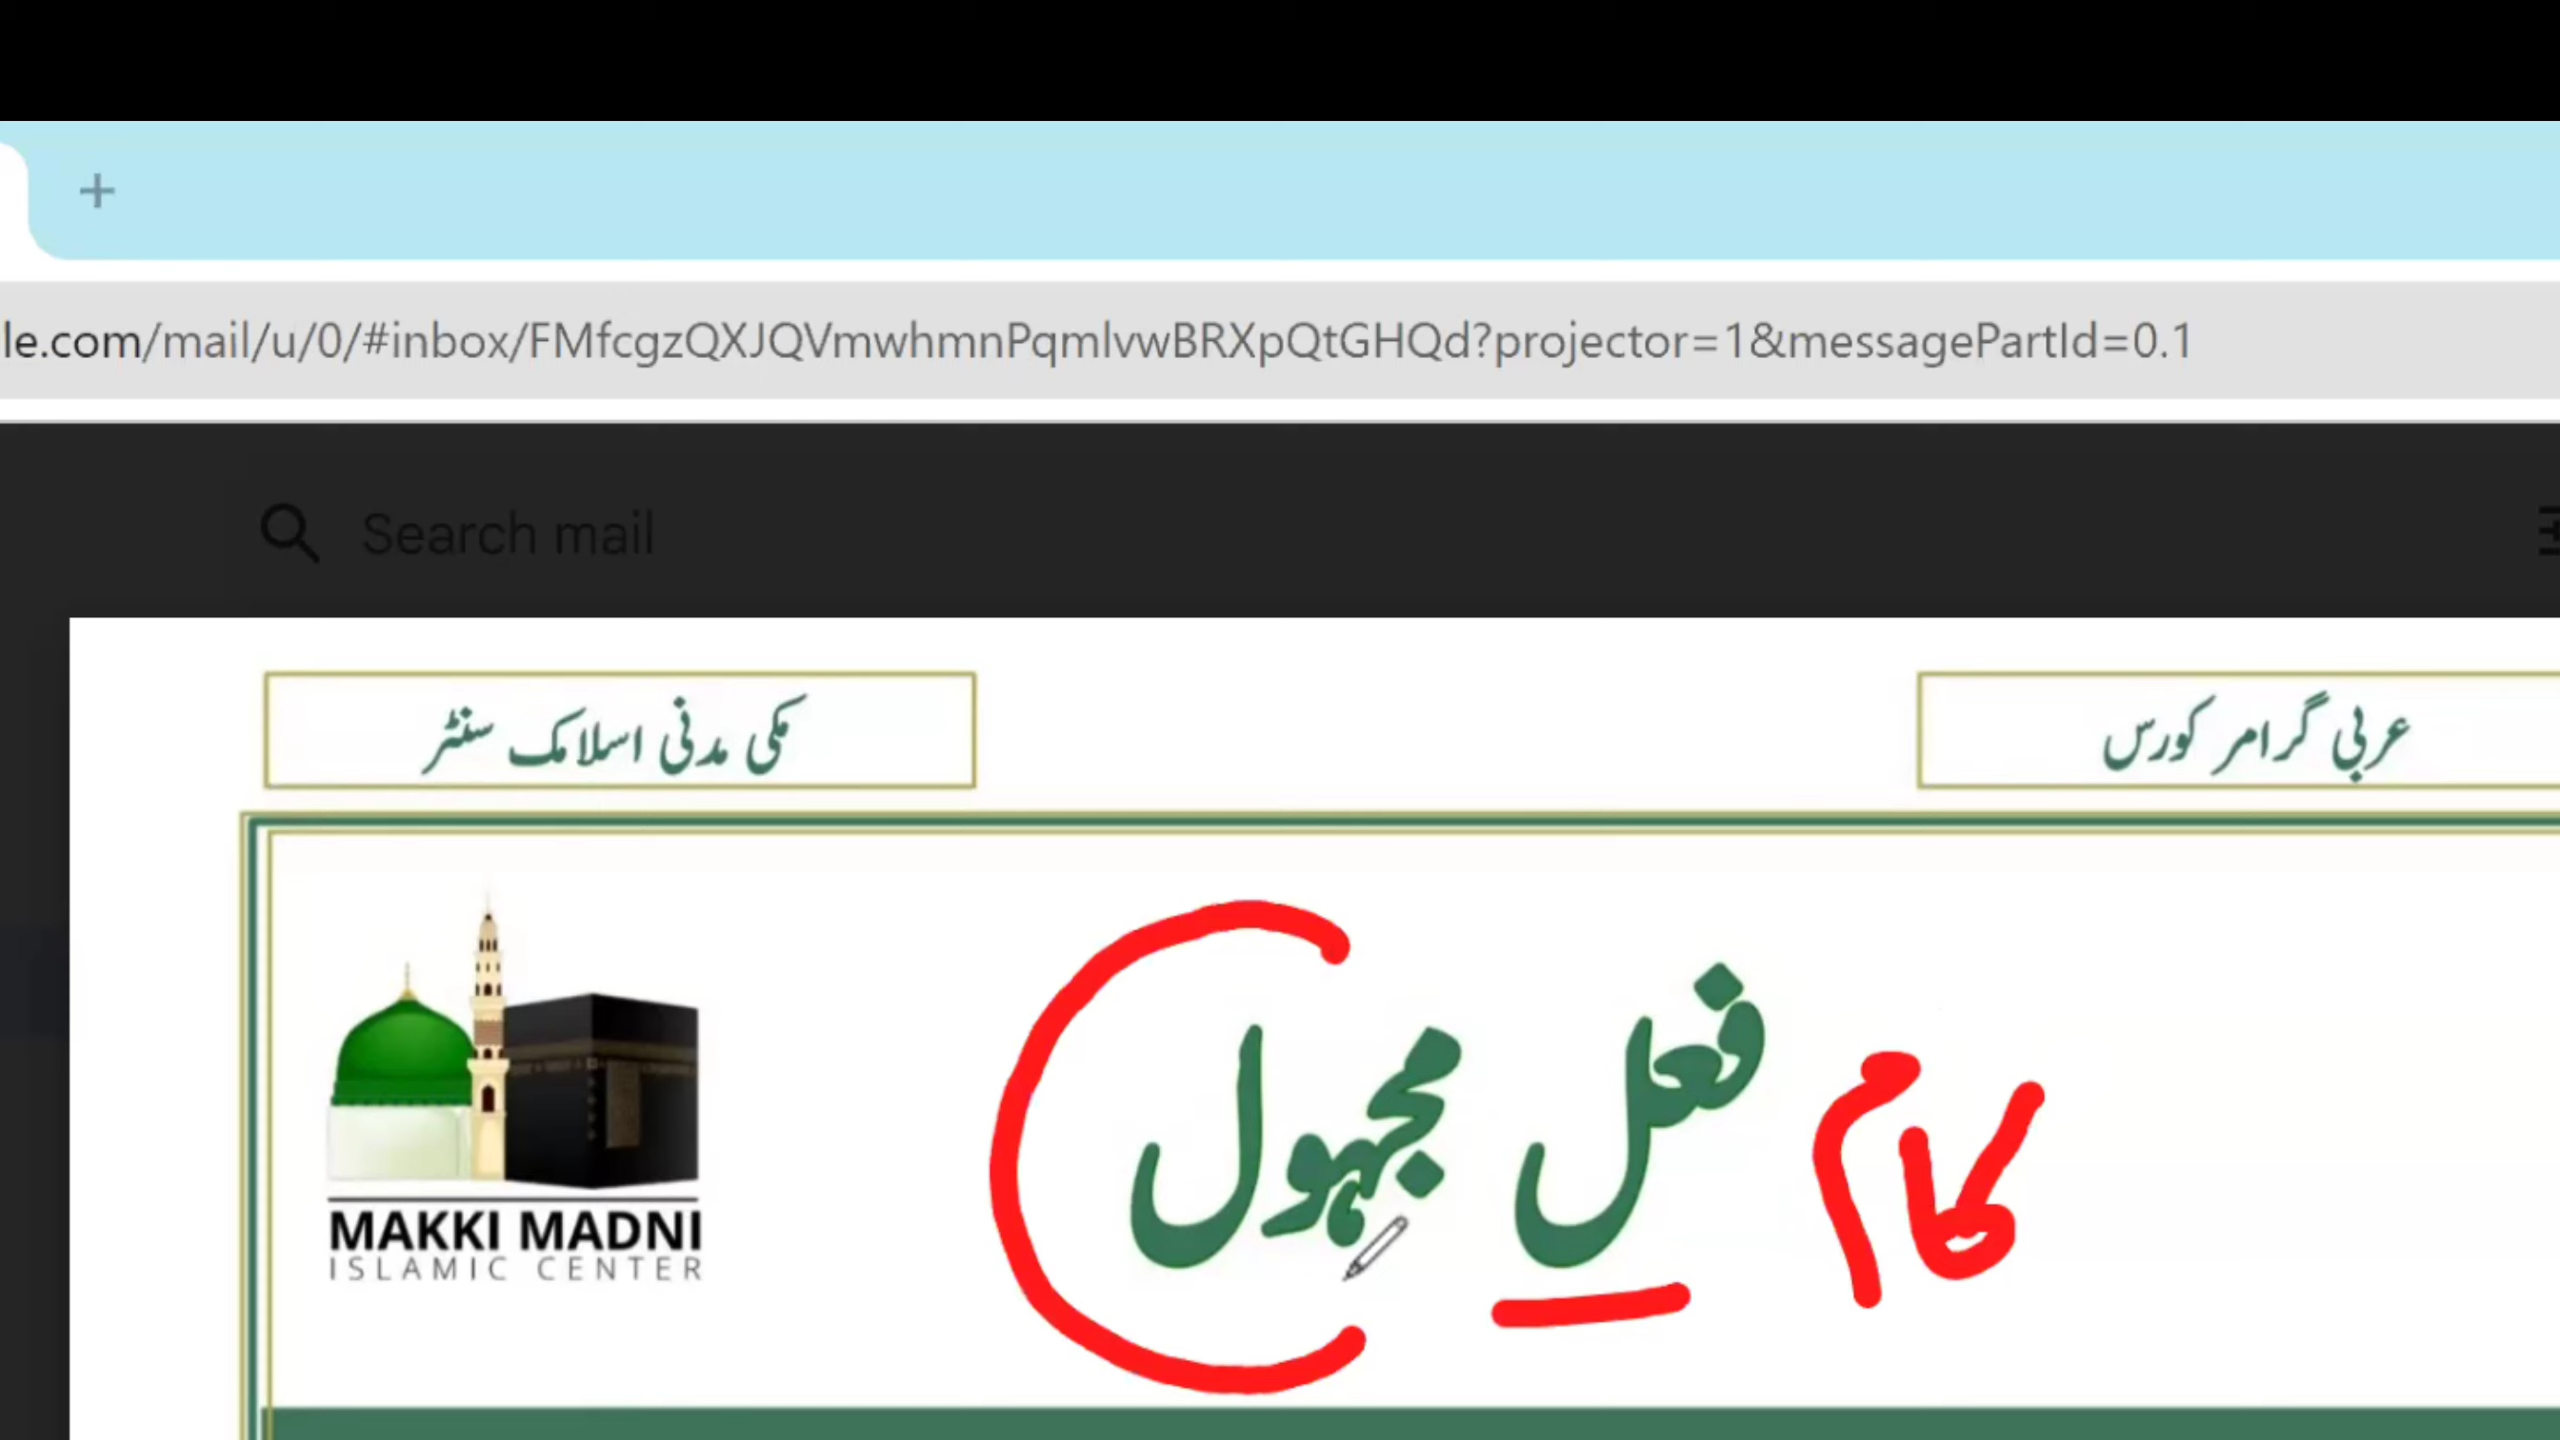 le.com/mail/u/0/#inbox/FMfcgzQXJQVmwhmnPqmlvwBRXpQtGHQd?projector=1&messagePartId=0.1
Search mail
عربی گرامر کورس
مکی مدنی اسلامک سنٹر
کام
فعل مجہول
MAKKI MADNI
ISLAMIC CENTER